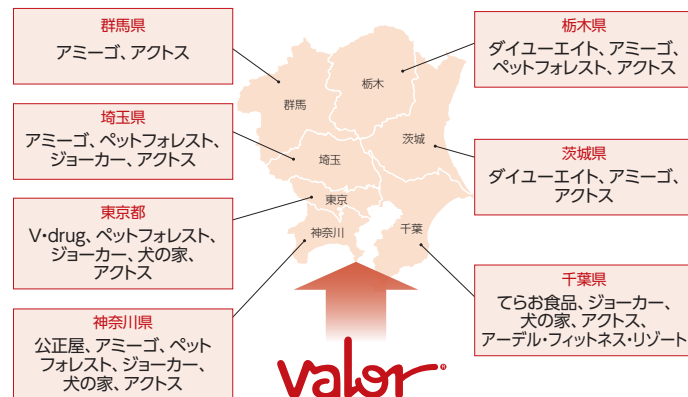 群馬県
アミーゴ、アクトス
埼玉県
アミーゴ、ペットフォレスト、
ジョーカー、アクトス
東京都
V・drug、ペットフォレスト、
ジョーカー、犬の家、
アクトス
神奈川県
公正屋、アミーゴ、ペット
フォレスト、ジョーカー、
犬の家、アクトス
群馬
栃木
茨城
埼玉
東京
神奈川
千葉
栃木県
ダイユーエイト、アミーゴ、
ペットフォレスト、アクトス
茨城県
ダイユーエイト、アミーゴ、
アクトス
千葉県
てらお食品、ジョーカー、
犬の家、アクトス、
アーデル・フィットネス・リゾート
valor®